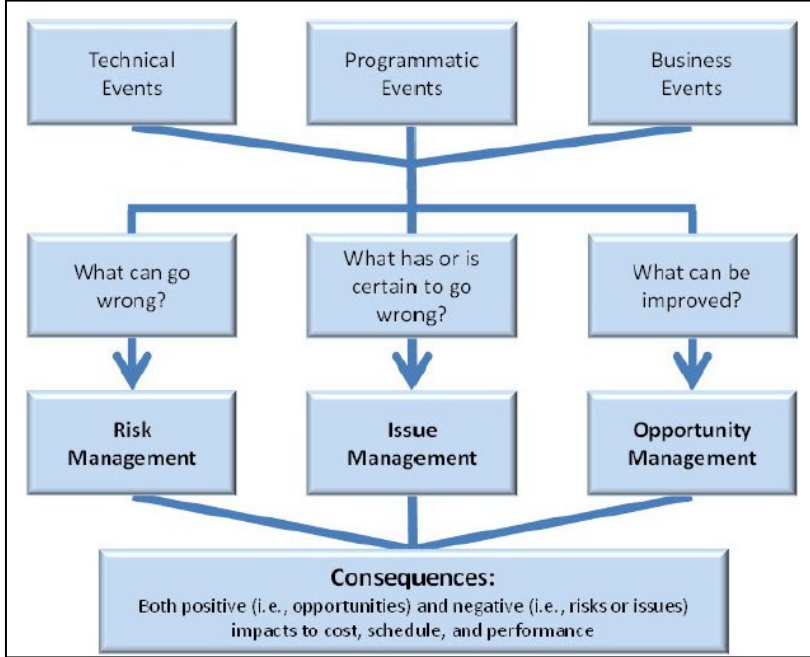 Technical
Events
Programmatic
Events
Business
Events
What can go
wrong?
What has or is
certain to go
wrong?
What can be
improved?
Risk
Management
Issue
Management
Opportunity
Management
Consequences:
Both positive (i.e., opportunities) and negative (i.e., risks or issues)
impacts to cost, schedule, and performance